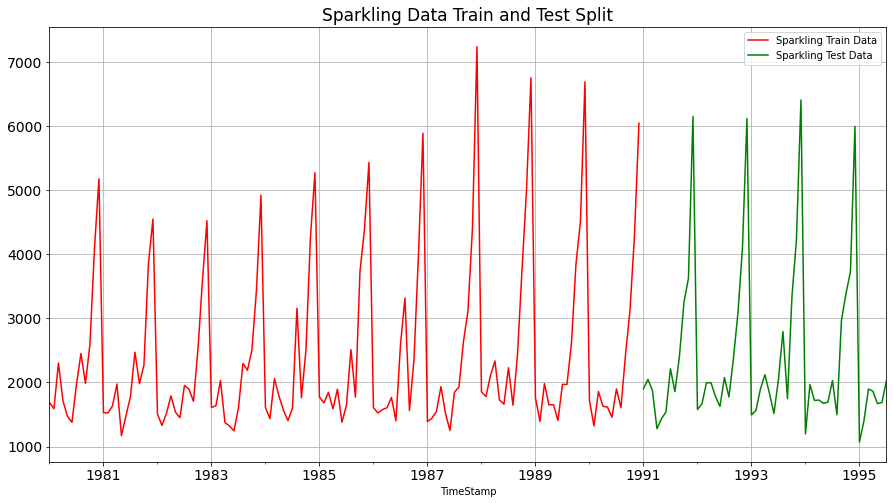 Sparkling Data Train and Test Split
Sparkling Train Data
Sparkling Test Data
7000
6000
5000
4000
3000
2000
1000
1981 1983 1985 1987 1989 1991 1993 1995
TimeStamp